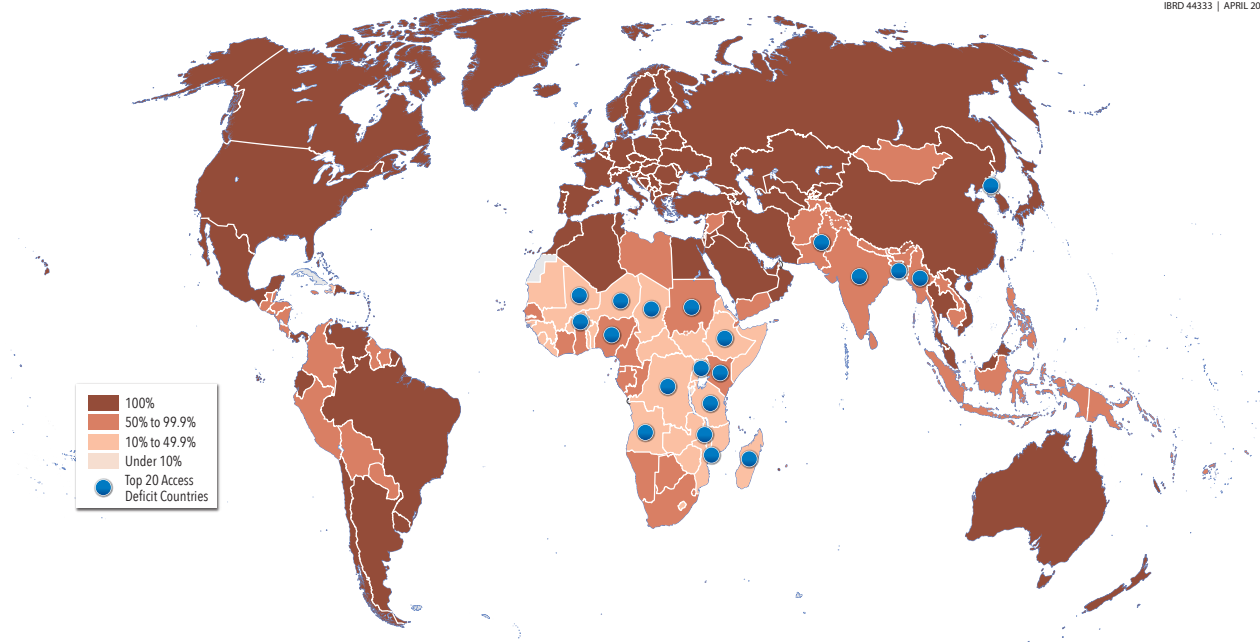 IBRD 44333 | APRIL 20
100%
50% to 99.9%
10% to 49.9%
Under 10%
Top 20 Access
Deficit Countries